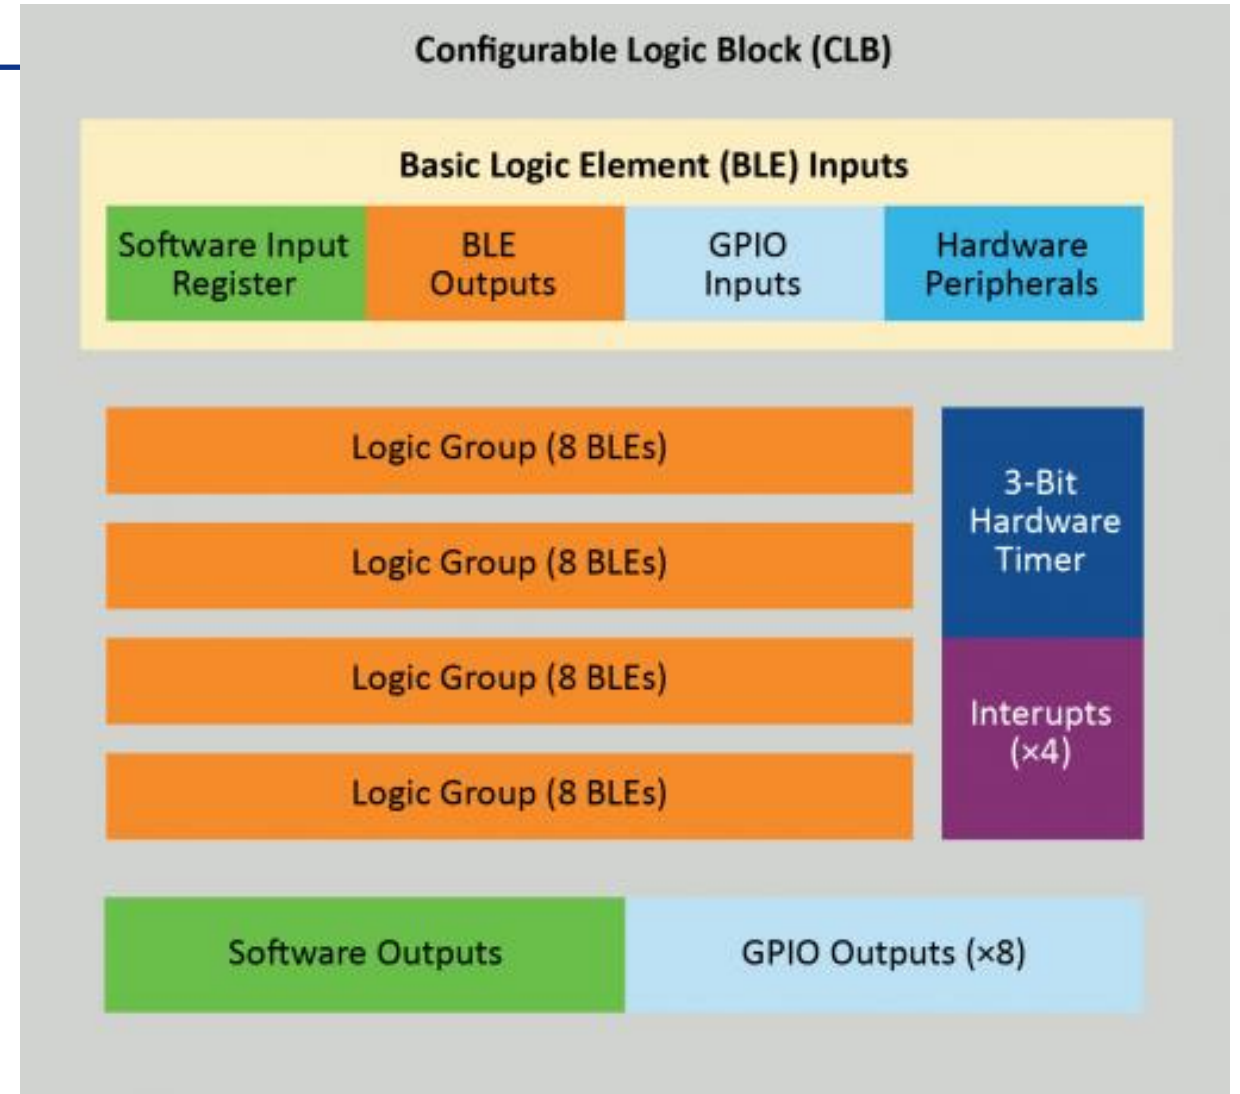 Configurable Logic Block (CLB)
Basic Logic Element (BLE) Inputs
Software Input
Register
BLE
Outputs
GPIO
Inputs
Hardware
Peripherals
Logic Group (8 BLEs)
Logic Group (8 BLEs)
Logic Group (8 BLEs)
Logic Group (8 BLEs)
3-Bit
Hardware
Timer
Interupts
(×4)
Software Outputs
GPIO Outputs (×8)